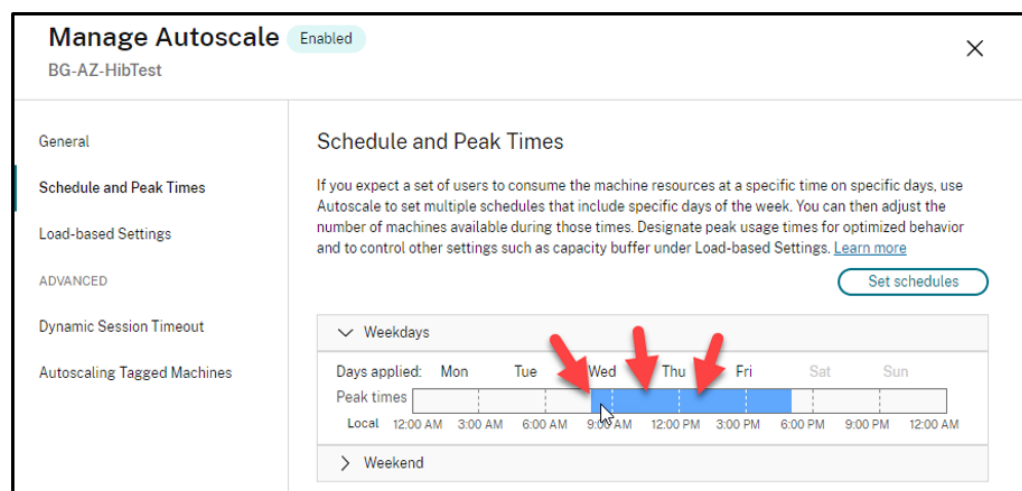 Manage Autoscale Enabled
BG-AZ-HibTest
General
Schedule and Peak Times
Load-based Settings
ADVANCED
Dynamic Session Timeout
Autoscaling Tagged Machines
Schedule and Peak Times
If you expect a set of users to consume the machine resources at a specific time on specific days, use
Autoscale to set multiple schedules that include specific days of the week. You can then adjust the
number of machines available during those times. Designate peak usage times for optimized behavior
and to control other settings such as capacity buffer under Load-based Settings. Learn more
Set schedules
Weekdays
Days applied: Mon Tue Wed Thu Fri Sat Sun
Peak times
Local 12:00 AM 3:00 AM 6:00 AM 9:00 AM 12:00 PM 3:00 PM 6:00 PM 9:00 PM 12:00 AM
Weekend